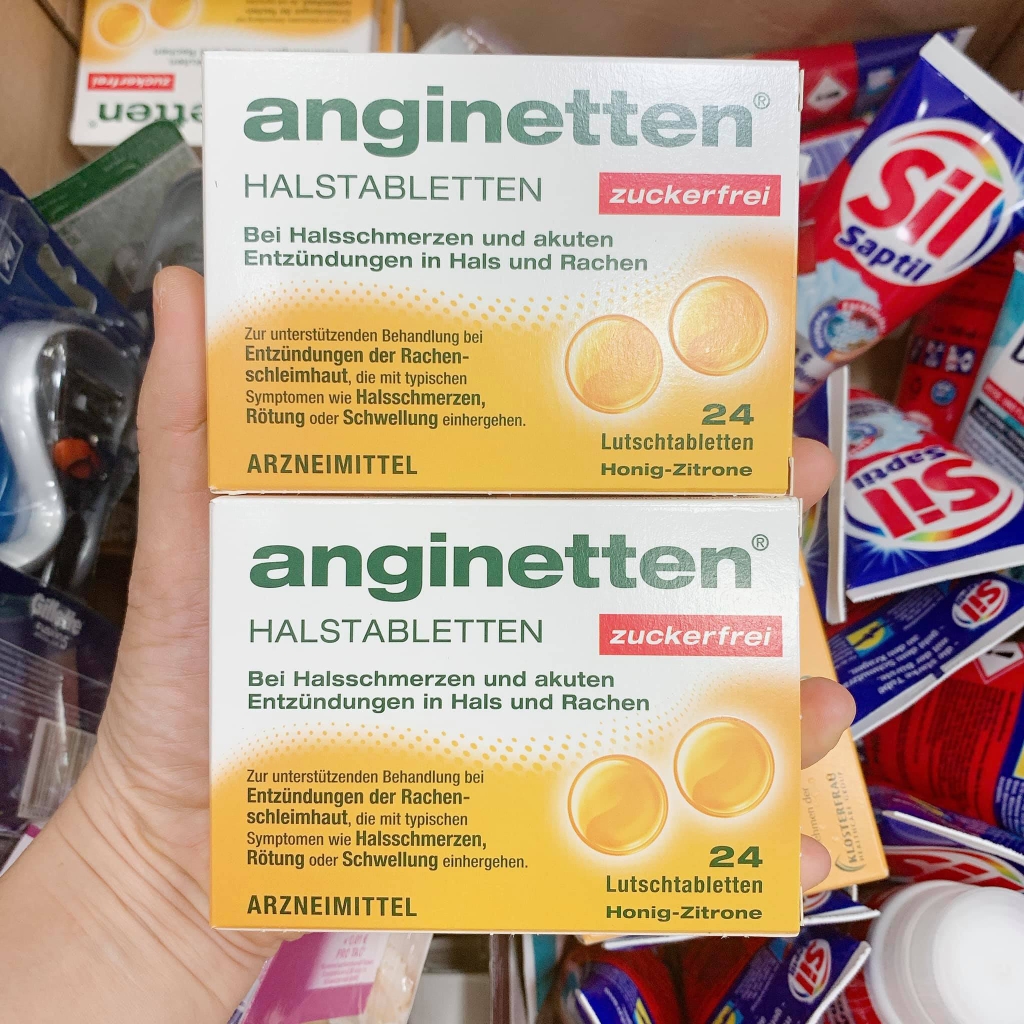 zuckerfrei
anginetten
anginetten®
HALSTABLETTEN
zuckerfrei
Bei Halsschmerzen und akuten
Entzündungen in Hals und Rachen
Zur unterstützenden Behandlung bei
Entzündungen der Rachen-
schleimhaut, die mit typischen
Symptomen wie Halsschmerzen,
Rötung oder Schwellung einhergehen.
24
Lutschtabletten
Honig-Zitrone
ARZNEIMITTEL
anginetten®
HALSTABLETTEN
zuckerfrei
Bei Halsschmerzen und akuten
Entzündungen in Hals und Rachen
Zur unterstützenden Behandlung bei
Entzündungen der Rachen-
schleimhaut, die mit typischen
Symptomen wie Halsschmerzen,
Rötung oder Schwellung einhergehen.
24
Lutschtabletten
Honig-Zitrone
ARZNEIMITTEL
Sil
saptil
Sil
saptil
Sil
KLOSTERFRAU
Gillette
Sil
Sil